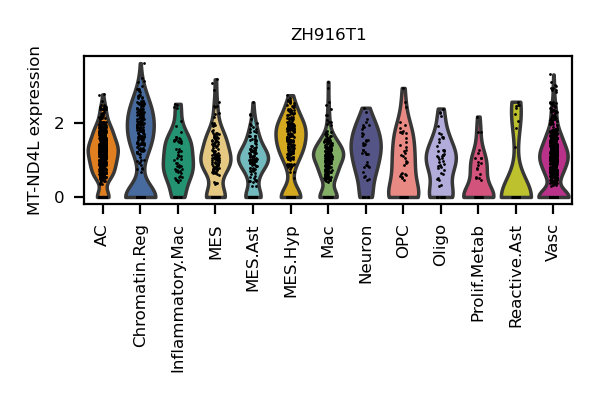 ZH916T1
MT-ND4L expression
2
0
AC
Chromatin.Reg
Inflammatory.Mac
MES
MES.Ast
MES.Hyp
Mac
Neuron
OPC
Oligo
Prolif.Metab
Reactive.Ast
Vasc